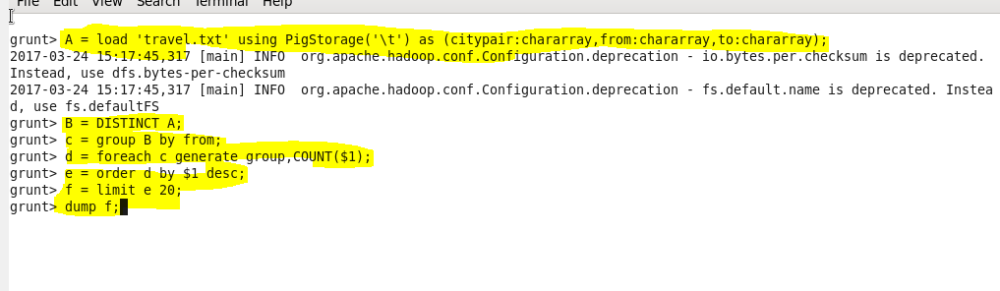 File Edit View Search Terminal Help
grunt> A = load 'travel.txt' using PigStorage('\t') as (citypair:chararray,from:chararray,to:chararray);
2017-03-24 15:17:45,317 [main] INFO  org.apache.hadoop.conf.Configuration.deprecation - io.bytes.per.checksum is deprecated.
Instead, use dfs.bytes-per-checksum
2017-03-24 15:17:45,317 [main] INFO  org.apache.hadoop.conf.Configuration.deprecation - fs.default.name is deprecated. Instea
d, use fs.defaultFS
grunt> B = DISTINCT A;
grunt> c = group B by from;
grunt> d = foreach c generate group,COUNT($1);
grunt> e = order d by $1 desc;
grunt> f = limit e 20;
grunt> dump f;